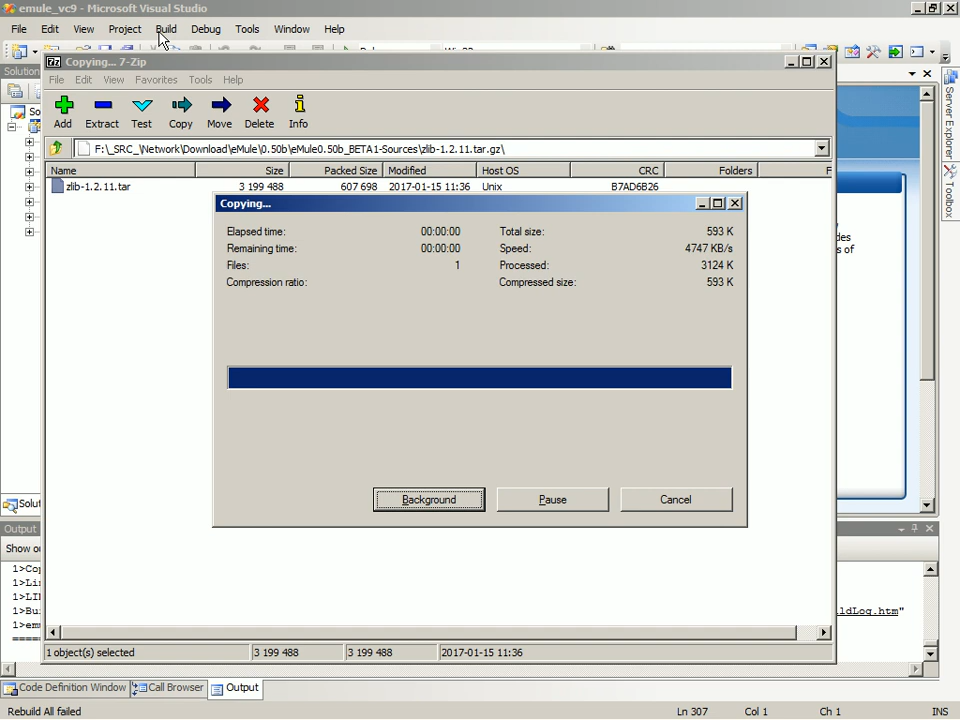 emule_vc9 - Microsoft Visual Studio
File Edit View Project Build Debug Tools Window Help
Copying... 7-Zip
File Edit View Favorites Tools Help
Add Extract Test Copy Move Delete Info
F:\_SRC_\Network\Download\eMule\0.50b\eMule0.50b_BETA1-Sources\zlib-1.2.11.tar.gz\
Name Size Packed Size Modified Host OS CRC Folders F
zlib-1.2.11.tar 3 199 488 607 698 2017-01-15 11:36 Unix B7AD6B26
Copying...
Elapsed time: 00:00:00 Total size: 593 K
Remaining time: 00:00:00 Speed: 4747 KB/s
Files: 1 Processed: 3124 K
Compression ratio: Compressed size: 593 K
Background Pause Cancel
Server Explorer
Toolbox
des
s of
Solut
Output
Show ou
1>Co
1>Lin
1>LI
1>Bu
ildLog.htm"
1>em
1 object(s) selected 3 199 488 3 199 488 2017-01-15 11:36
Code Definition Window Call Browser Output
Rebuild All failed Ln 307 Col 1 Ch 1 INS